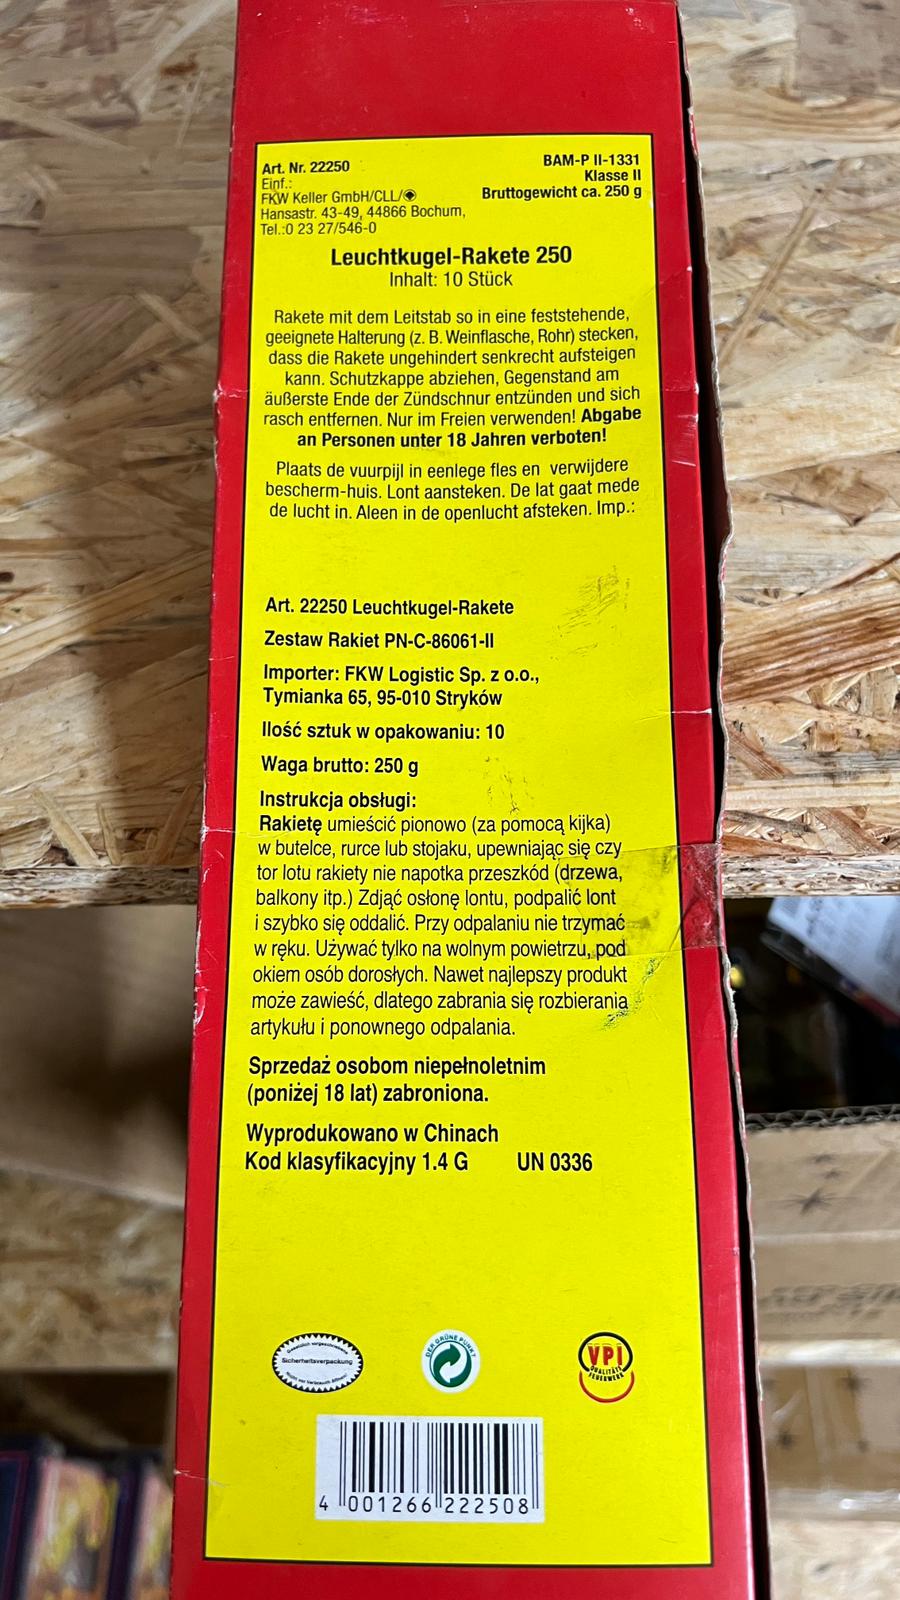 Art. Nr. 22250
Einf.:
FKW Keller GmbH/CLL/
Hansastr. 43-49, 44866 Bochum,
Tel.:0 23 27/546-0
BAM-P II-1331
Klasse II
Bruttogewicht ca. 250 g
Leuchtkugel-Rakete 250
Inhalt: 10 Stück
Rakete mit dem Leitstab so in eine feststehende,
geeignete Halterung (z. B. Weinflasche, Rohr) stecken,
dass die Rakete ungehindert senkrecht aufsteigen
kann. Schutzkappe abziehen, Gegenstand am
äußerste Ende der Zündschnur entzünden und sich
rasch entfernen. Nur im Freien verwenden! Abgabe
an Personen unter 18 Jahren verboten!
Plaats de vuurpijl in eenlege fles en verwijdere
bescherm-huis. Lont aansteken. De lat gaat mede
de lucht in. Aleen in de openlucht afsteken. Imp.:
Art. 22250 Leuchtkugel-Rakete
Zestaw Rakiet PN-C-86061-II
Importer: FKW Logistic Sp. z o.o.,
Tymianka 65, 95-010 Stryków
Ilość sztuk w opakowaniu: 10
Waga brutto: 250 g
Instrukcja obsługi:
Rakietę umieścić pionowo (za pomocą kijka)
w butelce, rurce lub stojaku, upewniając się czy
tor lotu rakiety nie napotka przeszkód (drzewa,
balkony itp.) Zdjąć osłonę lontu, podpalić lont
i szybko się oddalić. Przy odpalaniu nie trzymać
w ręku. Używać tylko na wolnym powietrzu, pod
okiem osób dorosłych. Nawet najlepszy produkt
może zawieść, dlatego zabrania się rozbierania
artykułu i ponownego odpalania.
Sprzedaż osobom niepełnoletnim
(poniżej 18 lat) zabroniona.
Wyprodukowano w Chinach
Kod klasyfikacyjny 1.4 G UN 0336
Sicherheitsverpackung
DER GRÜNE PUNKT
VPI
QUALITÄTS
FEUERWERK
4 001266 222508